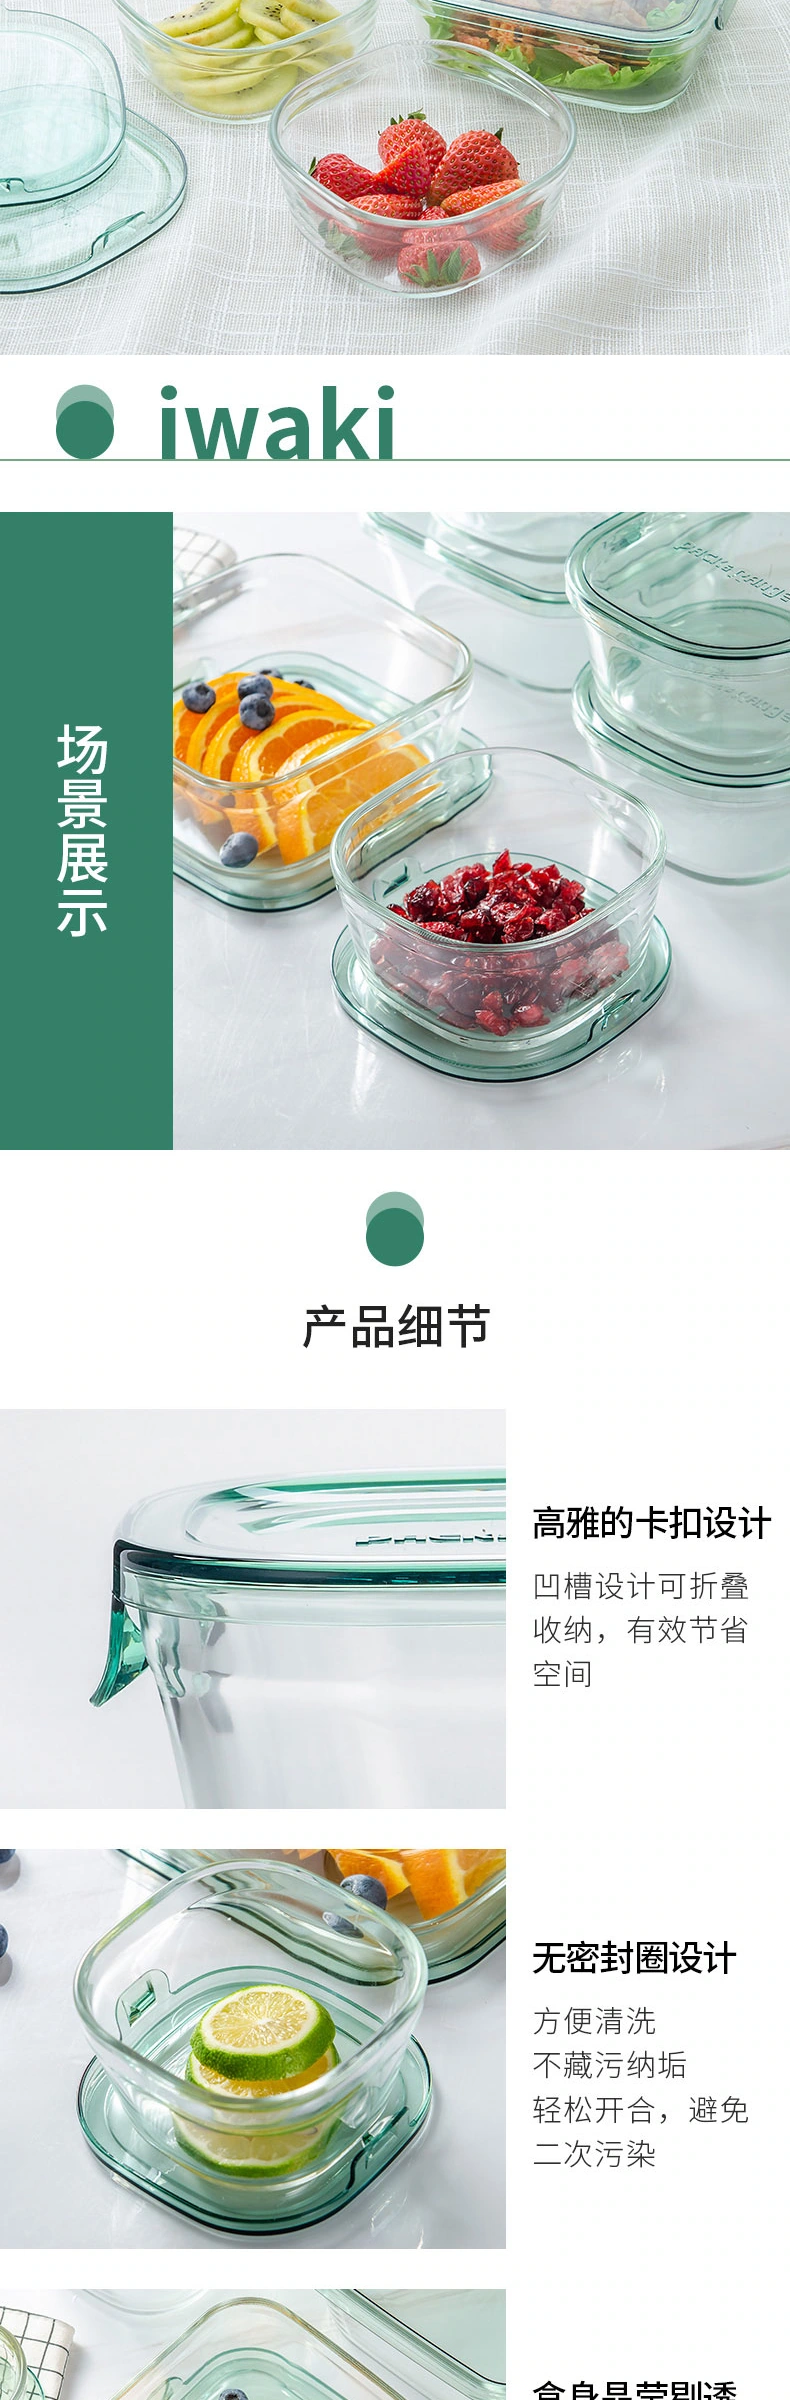 Pack&Range
iwaki
场景展示
产品细节
高雅的卡扣设计
凹槽设计可折叠
收纳，有效节省
空间
无密封圈设计
方便清洗
不藏污纳垢
轻松开合，避免
二次污染